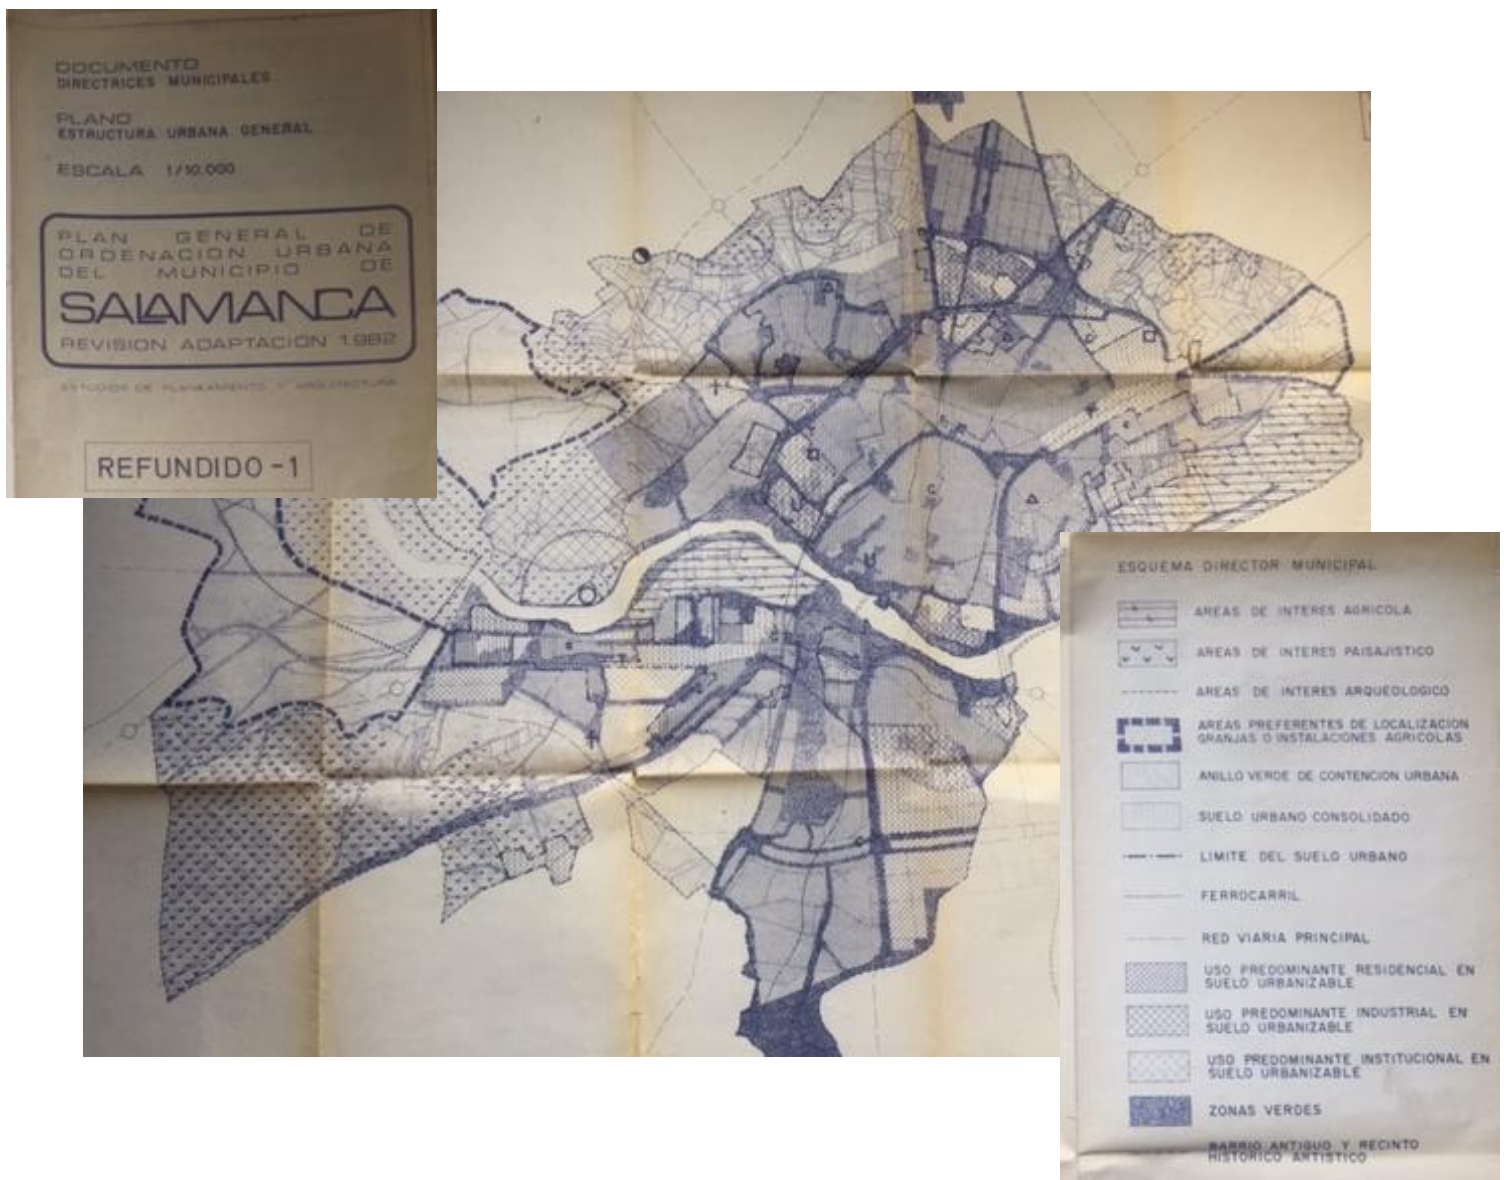 DOCUMENTO
DIRECTRICES MUNICIPALES
PLANO
ESTRUCTURA URBANA GENERAL
ESCALA 1/10.000
PLAN GENERAL DE
ORDENACION URBANA
DEL MUNICIPIO DE
SALAMANCA
REVISION ADAPTACION 1.982
ESTUDIOS DE PLANEAMIENTO Y ARQUITECTURA
REFUNDIDO-1
ESQUEMA DIRECTOR MUNICIPAL
AREAS DE INTERES AGRICOLA
AREAS DE INTERES PAISAJISTICO
AREAS DE INTERES ARQUEOLOGICO
AREAS PREFERENTES DE LOCALIZACION
GRANJAS O INSTALACIONES AGRICOLAS
ANILLO VERDE DE CONTENCION URBANA
SUELO URBANO CONSOLIDADO
LIMITE DEL SUELO URBANO
FERROCARRIL
RED VIARIA PRINCIPAL
USO PREDOMINANTE RESIDENCIAL EN
SUELO URBANIZABLE
USO PREDOMINANTE INDUSTRIAL EN
SUELO URBANIZABLE
USO PREDOMINANTE INSTITUCIONAL EN
SUELO URBANIZABLE
ZONAS VERDES
BARRIO ANTIGUO Y RECINTO
HISTORICO ARTISTICO